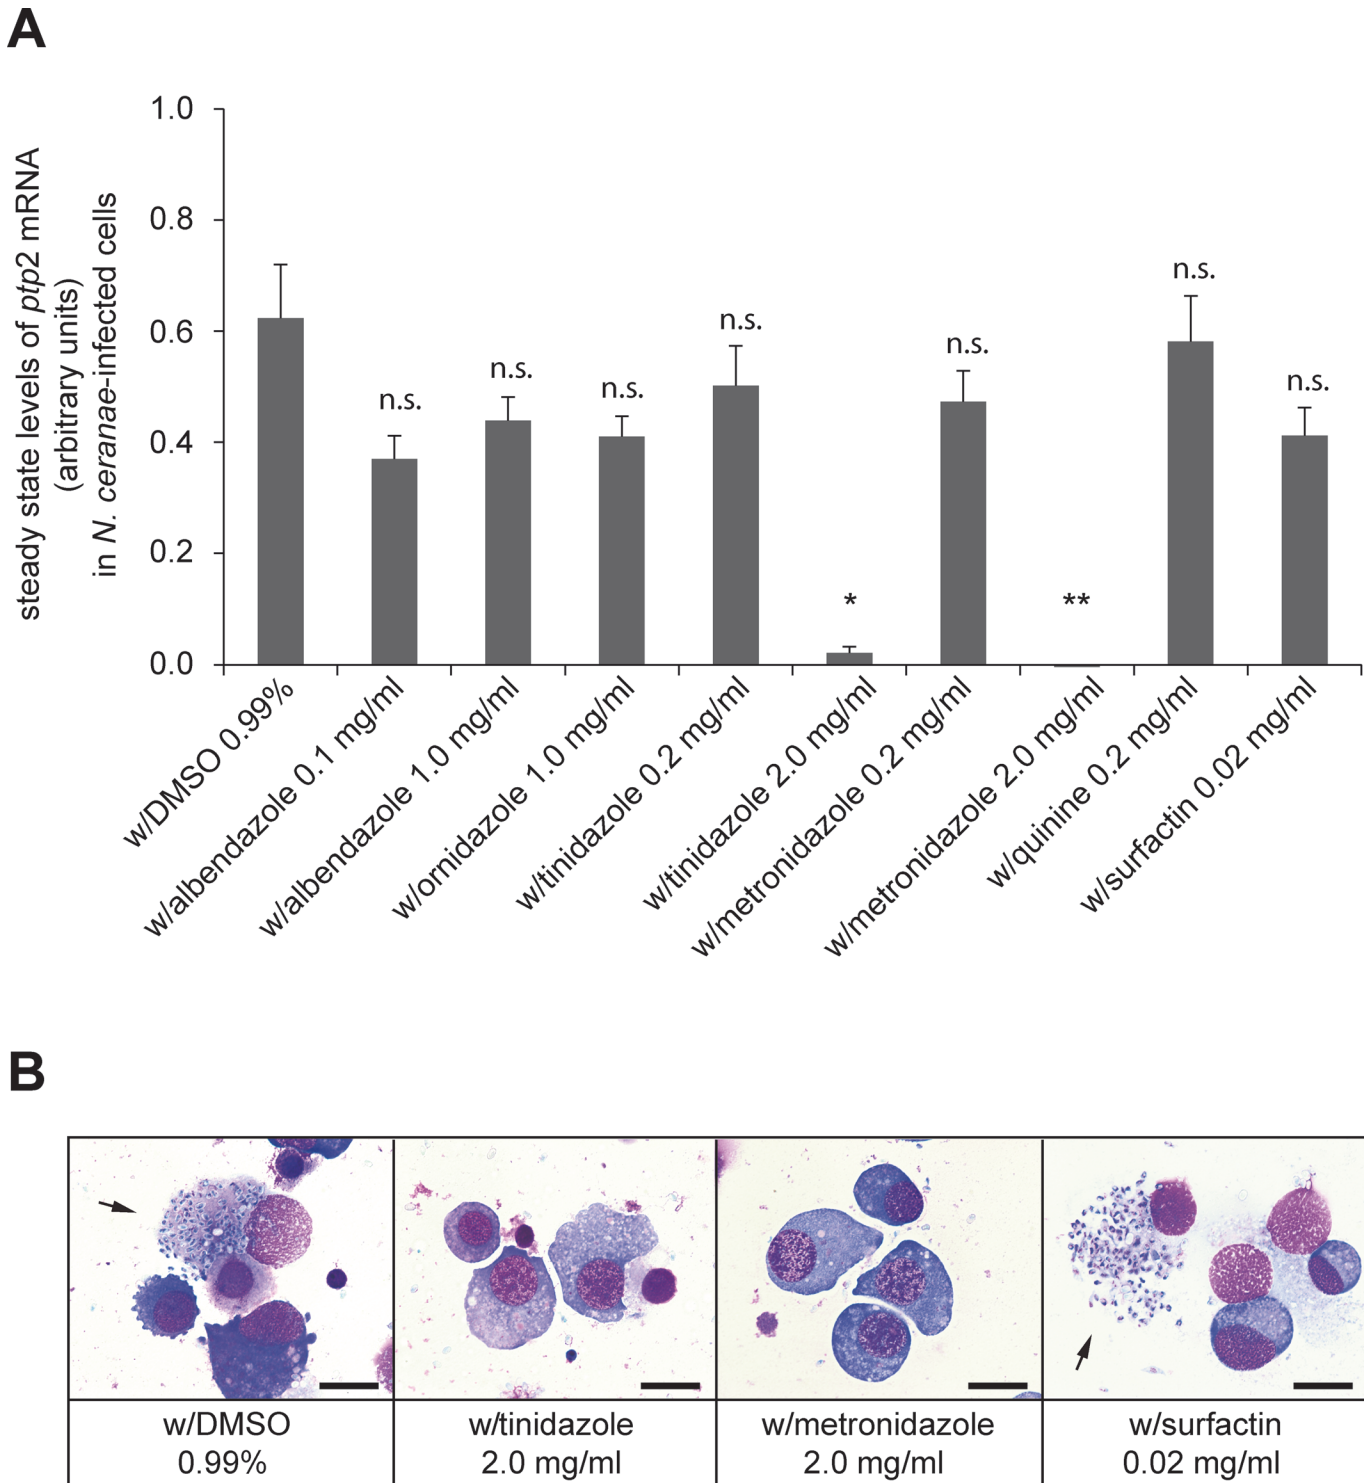 A
steady state levels of ptp2 mRNA
(arbitrary units)
in N. ceranae-infected cells
1.0
0.8
0.6
0.4
0.2
0.0
n.s.
n.s.
n.s.
n.s.
*
n.s.
**
n.s.
n.s.
w/DMSO 0.99%
w/albendazole 0.1 mg/ml
w/albendazole 1.0 mg/ml
w/ornidazole 1.0 mg/ml
w/tinidazole 0.2 mg/ml
w/tinidazole 2.0 mg/ml
w/metronidazole 0.2 mg/ml
w/metronidazole 2.0 mg/ml
w/quinine 0.2 mg/ml
w/surfactin 0.02 mg/ml
B
w/DMSO
0.99%
w/tinidazole
2.0 mg/ml
w/metronidazole
2.0 mg/ml
w/surfactin
0.02 mg/ml